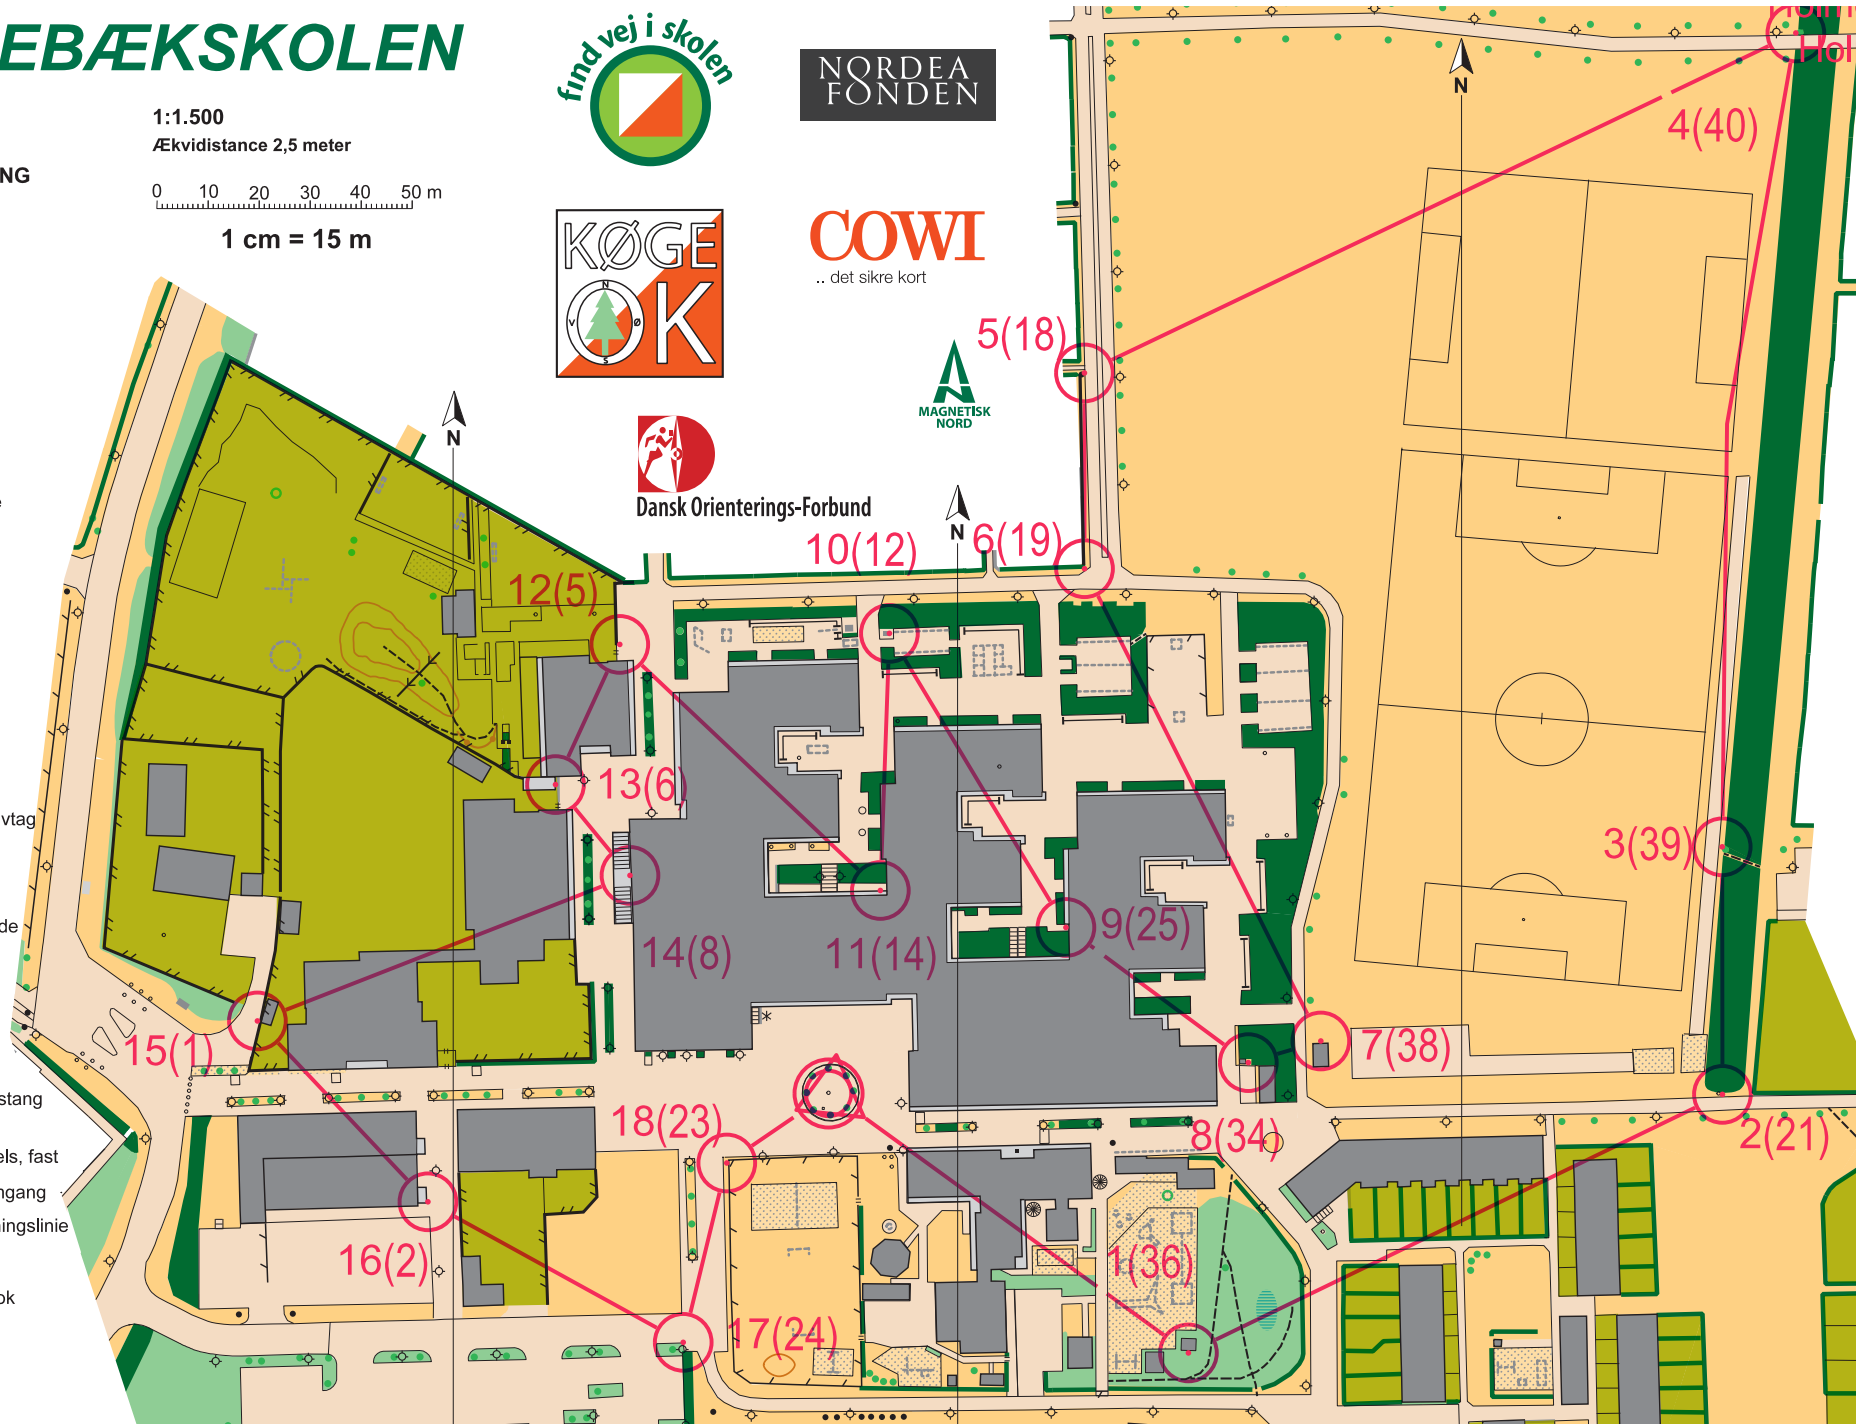 EBÆKSKOLEN
find vej i skolen
NORDEA
FONDEN
1:1.500
Ækvidistance 2,5 meter
NG
0 10 20 30 40 50 m
1 cm = 15 m
KØGE
OK
N
V
Ø
S
COWI
.. det sikre kort
MAGNETISK
NORD
Dansk Orienterings-Forbund
N
N
N
4(40)
5(18)
6(19)
10(12)
12(5)
13(6)
3(39)
9(25)
14(8)
11(14)
15(1)
7(38)
18(23)
8(34)
2(21)
16(2)
1(36)
17(24)
e
vtag
de
stang
els, fast
ngang
ningslinie
ok